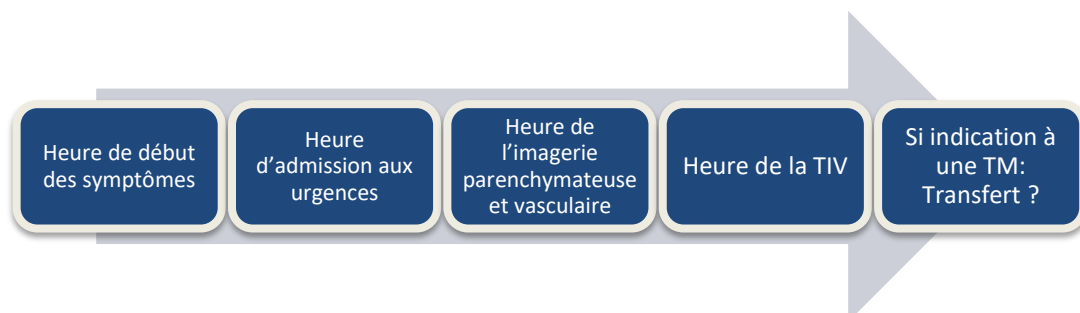 Heure de début
des symptômes
Heure
d’admission aux
urgences
Heure de
l’imagerie
parenchymateuse
et vasculaire
Heure de la TIV
Si indication à
une TM:
Transfert ?